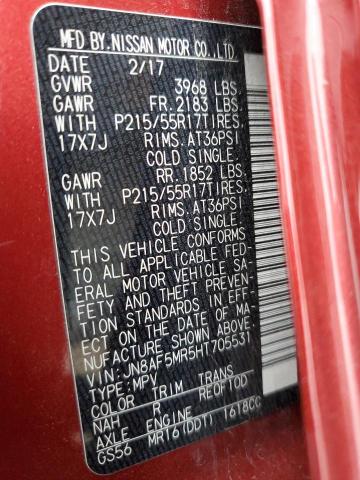 MFD BY. NISSAN MOTOR CO., LTD.
DATE 2/17
GVWR 3968 LBS.
GAWR FR. 2183 LBS.
WITH P215/55R17TIRES.
17X7J RIMS. AT36PSI
COLD SINGLE.
GAWR RR. 1852 LBS.
WITH P215/55R17TIRES.
17X7J RIMS. AT36PSI
COLD SINGLE.
THIS VEHICLE CONFORMS
TO ALL APPLICABLE FED-
ERAL MOTOR VEHICLE SA-
FETY AND THEFT PREVEN-
TION STANDARDS IN EFF-
ECT ON THE DATE OF MA-
NUFACTURE SHOWN ABOVE.
VIN: JN8AF5MR5HT705531
TYPE: MPV
COLOR TRIM TRANS
NAH R RE0F10D
AXLE ENGINE
GS56 MR16(DDT) 1618CC